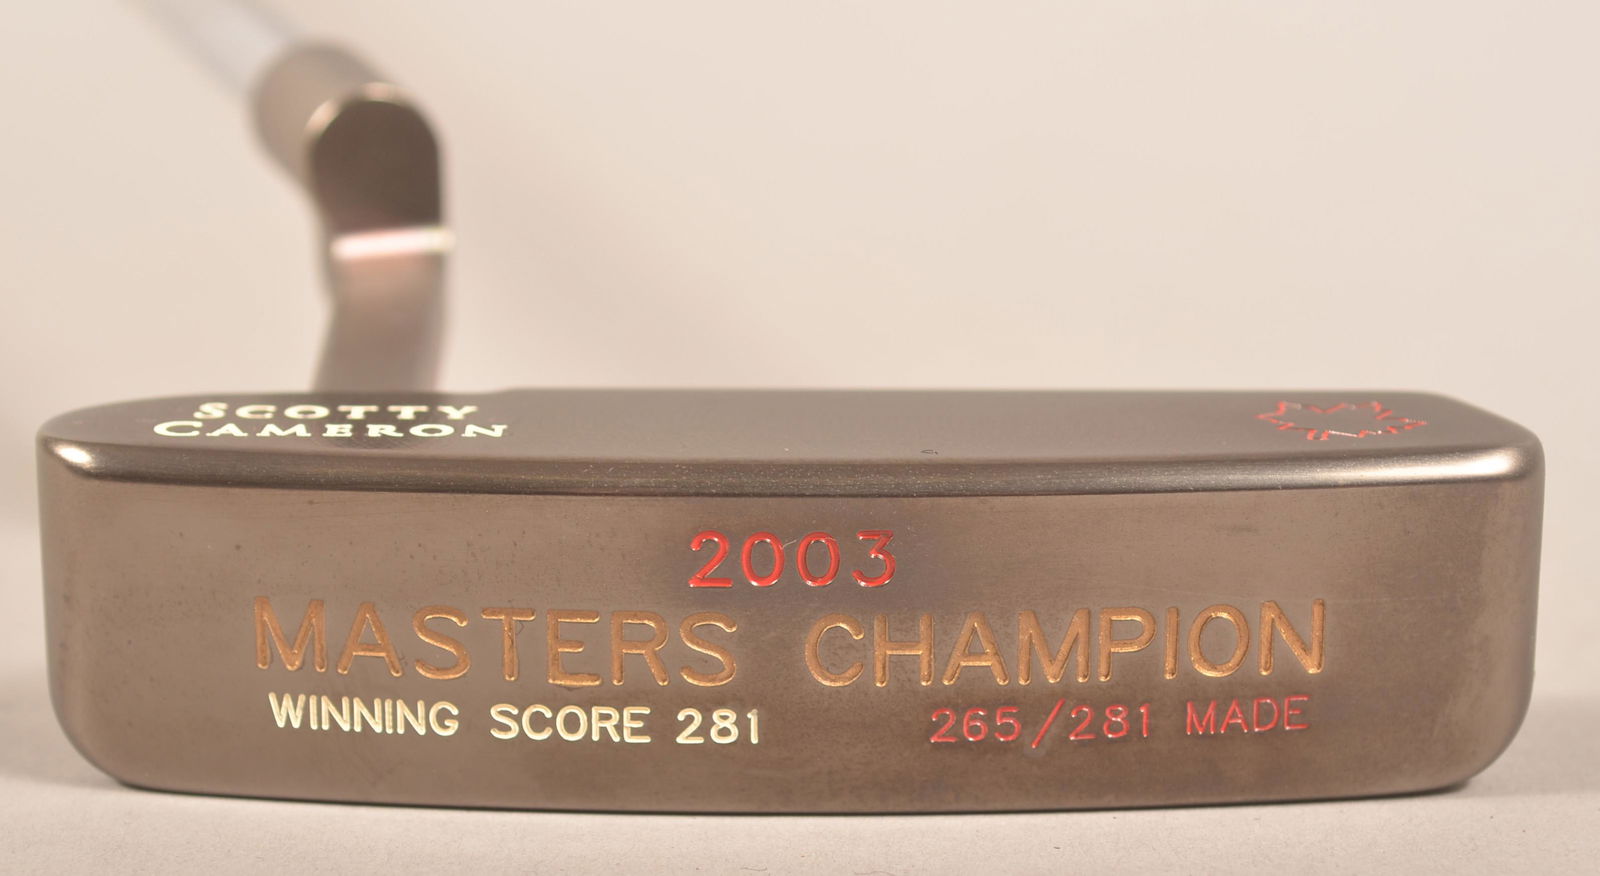 SCOTTY
CAMERON
2003
MASTERS CHAMPION
WINNING SCORE 281 265/281 MADE